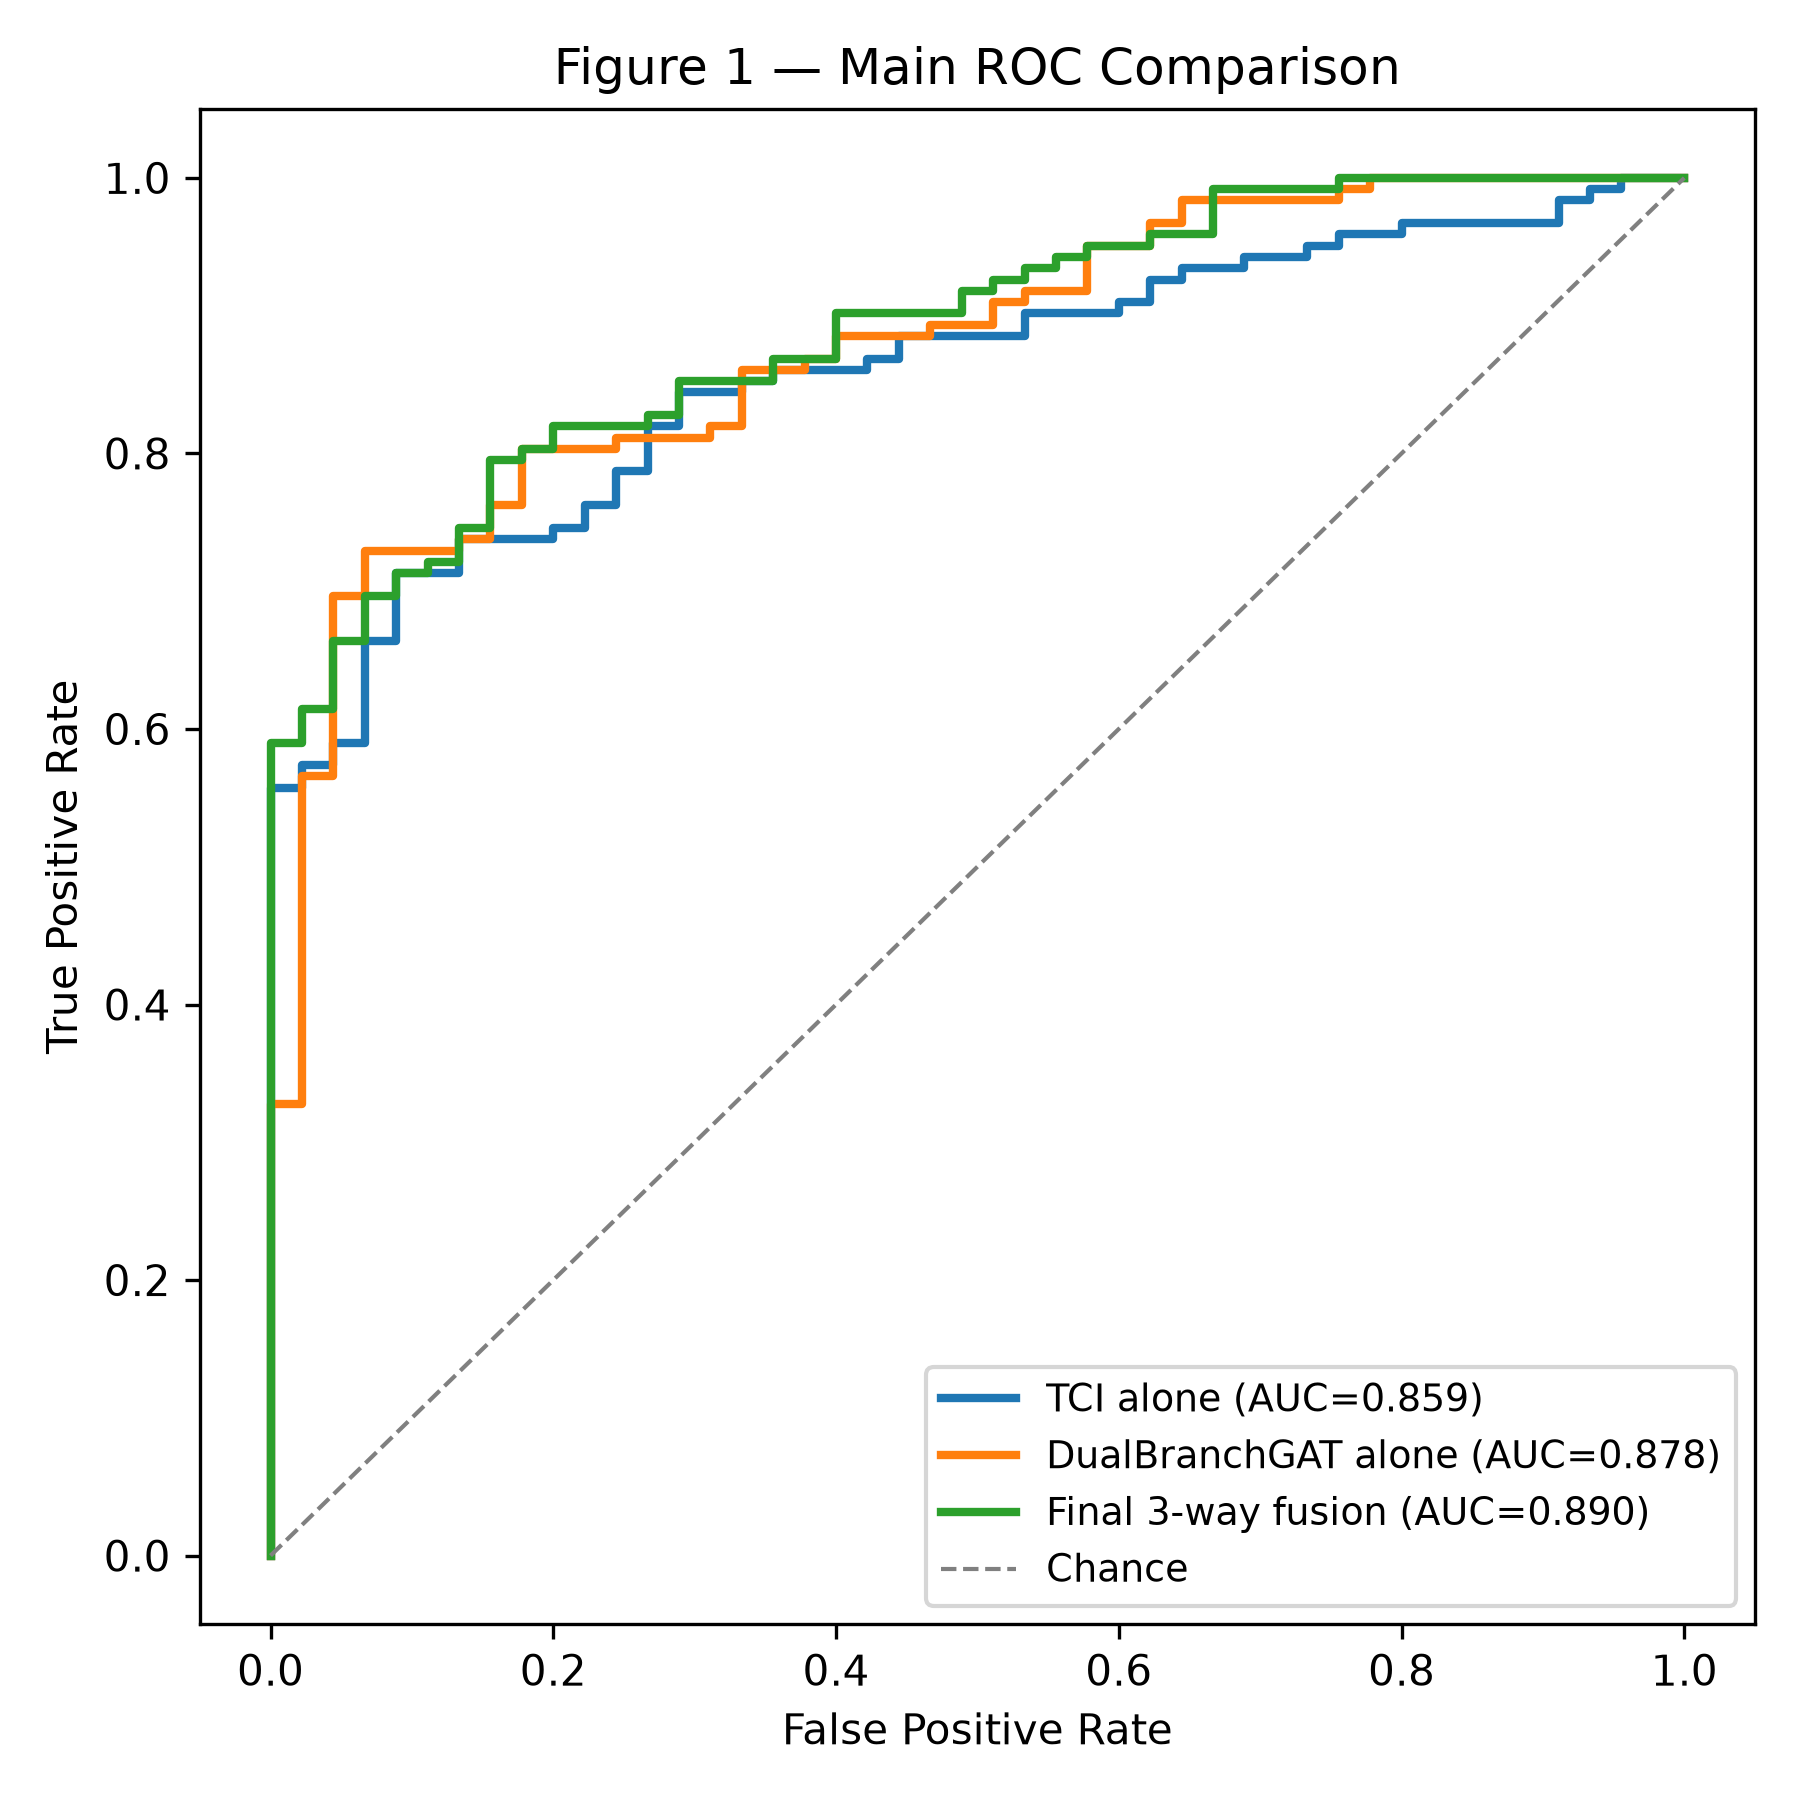 Figure 1 — Main ROC Comparison
True Positive Rate
1.0
0.8
0.6
0.4
0.2
0.0
0.0 0.2 0.4 0.6 0.8 1.0
False Positive Rate
TCI alone (AUC=0.859)
DualBranchGAT alone (AUC=0.878)
Final 3-way fusion (AUC=0.890)
Chance